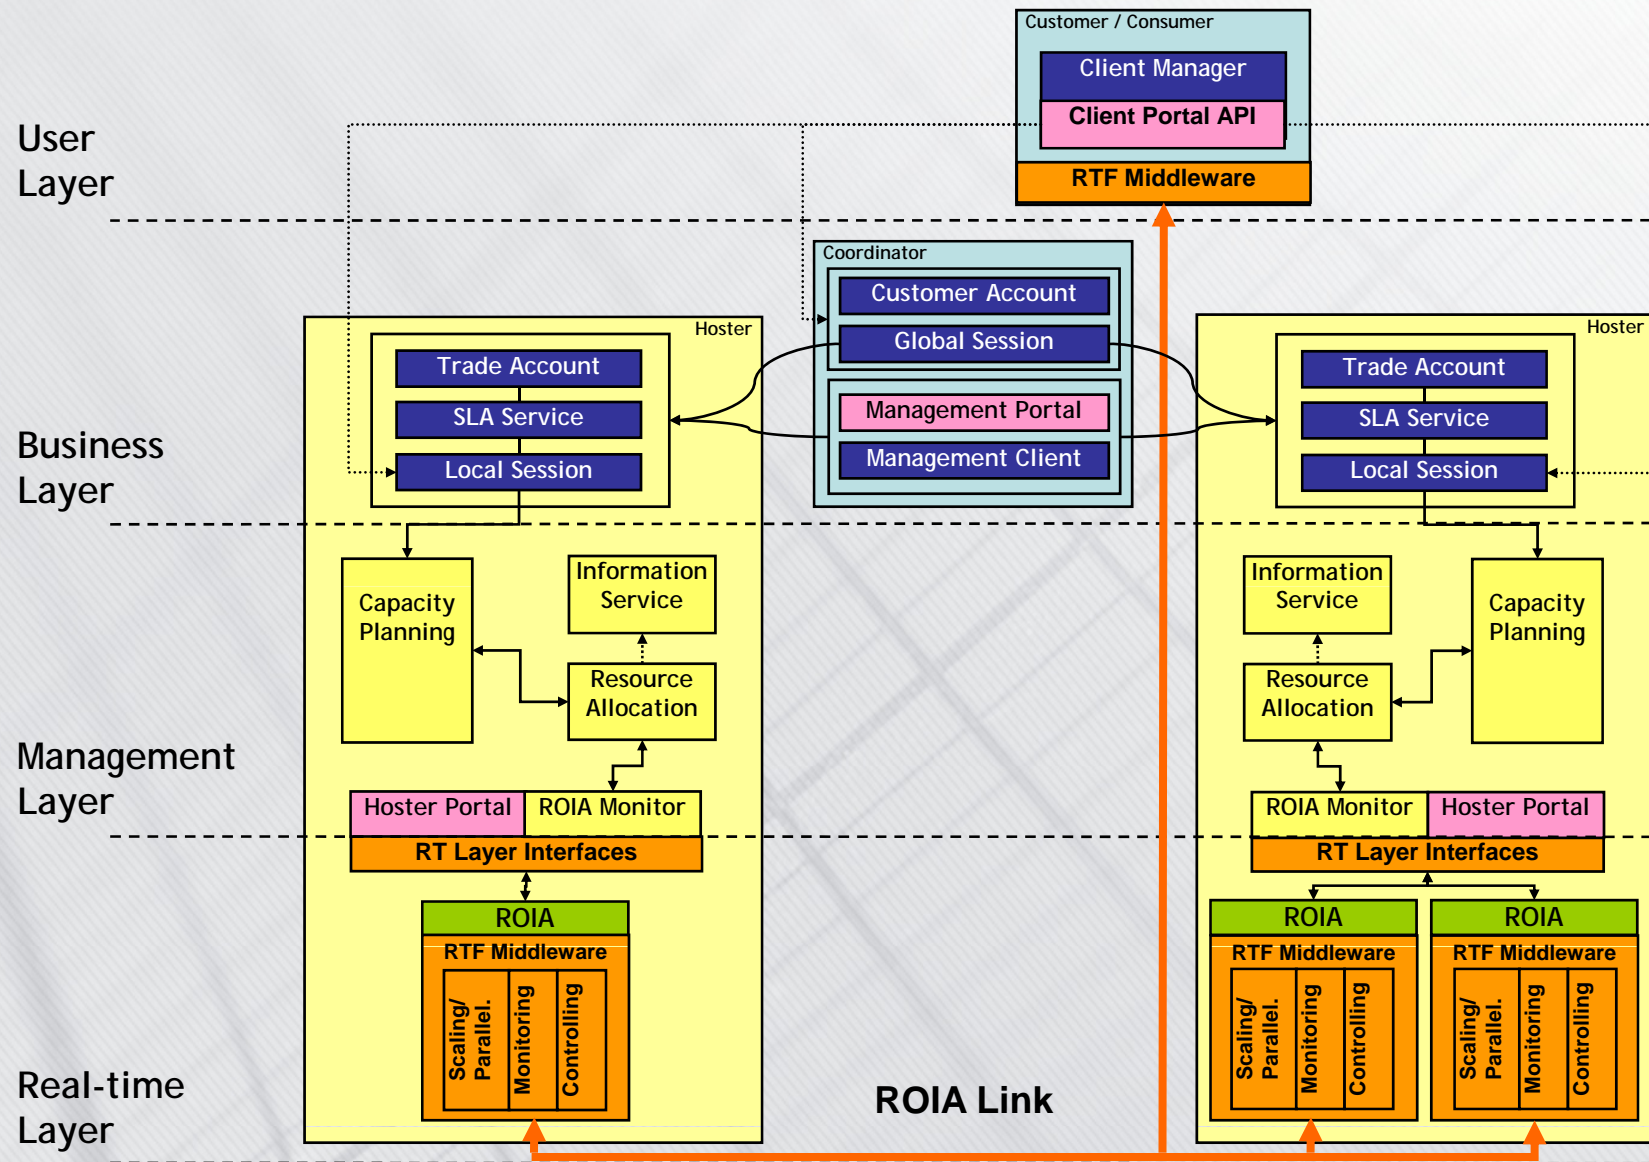 Customer / Consumer
Client Manager
Client Portal API
RTF Middleware
User
Layer
Coordinator
Customer Account
Global Session
Management Portal
Management Client
Hoster
Trade Account
SLA Service
Local Session
Hoster
Trade Account
SLA Service
Local Session
Business
Layer
Capacity
Planning
Information
Service
Resource
Allocation
Information
Service
Resource
Allocation
Capacity
Planning
Management
Layer
Hoster Portal
ROIA Monitor
RT Layer Interfaces
ROIA Monitor
Hoster Portal
RT Layer Interfaces
ROIA
RTF Middleware
Scaling/
Parallel.
Monitoring
Controlling
ROIA
RTF Middleware
Scaling/
Parallel.
Monitoring
Controlling
ROIA
RTF Middleware
Scaling/
Parallel.
Monitoring
Controlling
Real-time
Layer
ROIA Link